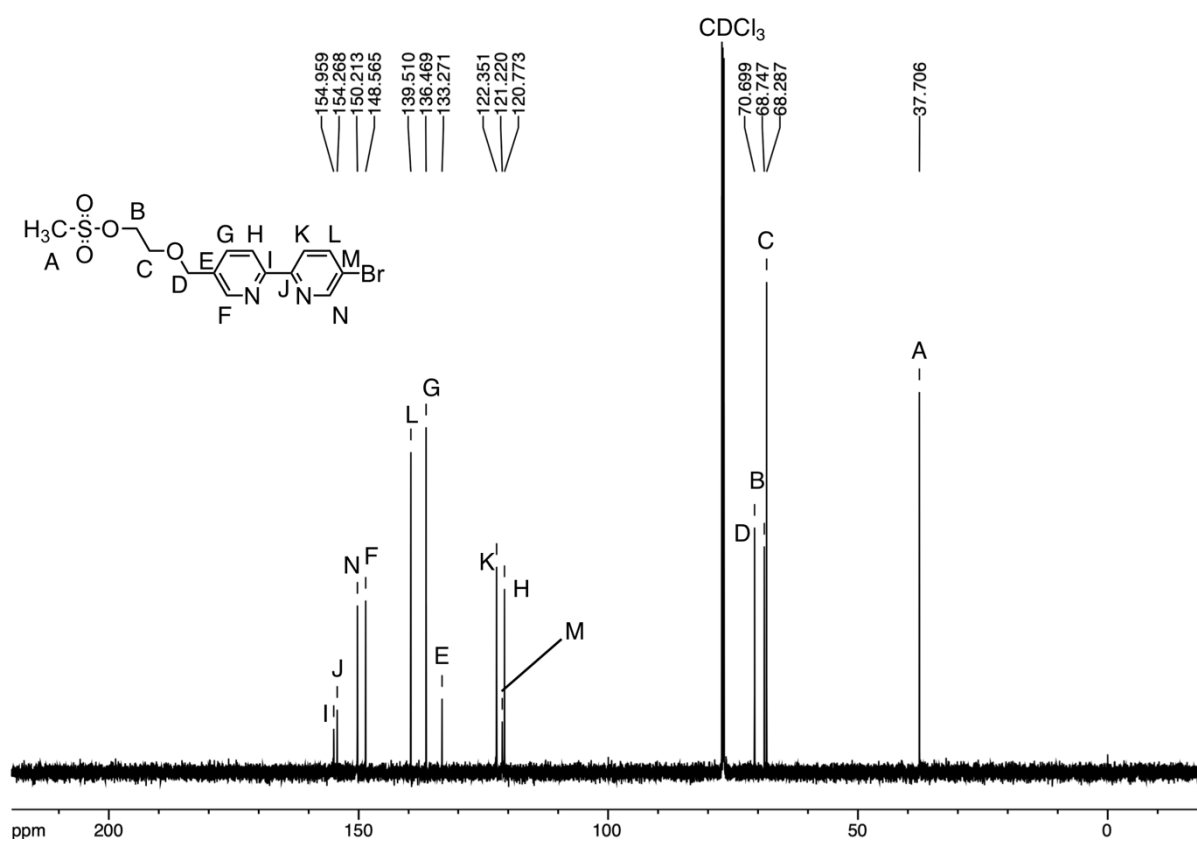 CDCl3
154.959
154.268
150.213
148.565
139.510
136.469
133.271
122.351
121.220
120.773
70.699
68.747
68.287
37.706
O
B
G H K L
H3C S O
O E I M Br
A O C J
D N N
F N
C
A
G
L
B
D
N F
K
H
M
E
J
I
ppm 200 150 100 50 0